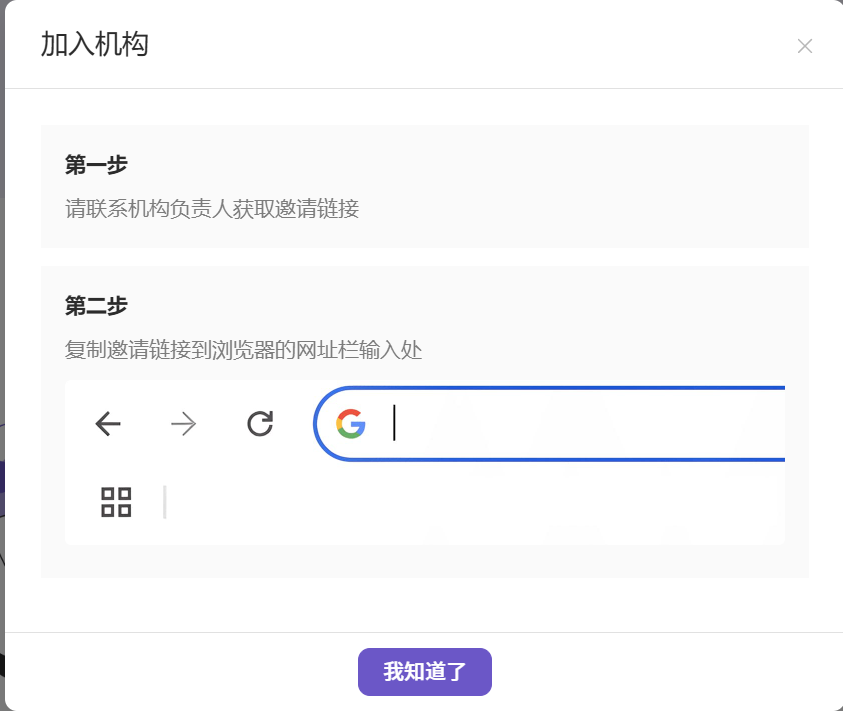 加入机构
第一步
请联系机构负责人获取邀请链接
第二步
复制邀请链接到浏览器的网址栏输入处
我知道了